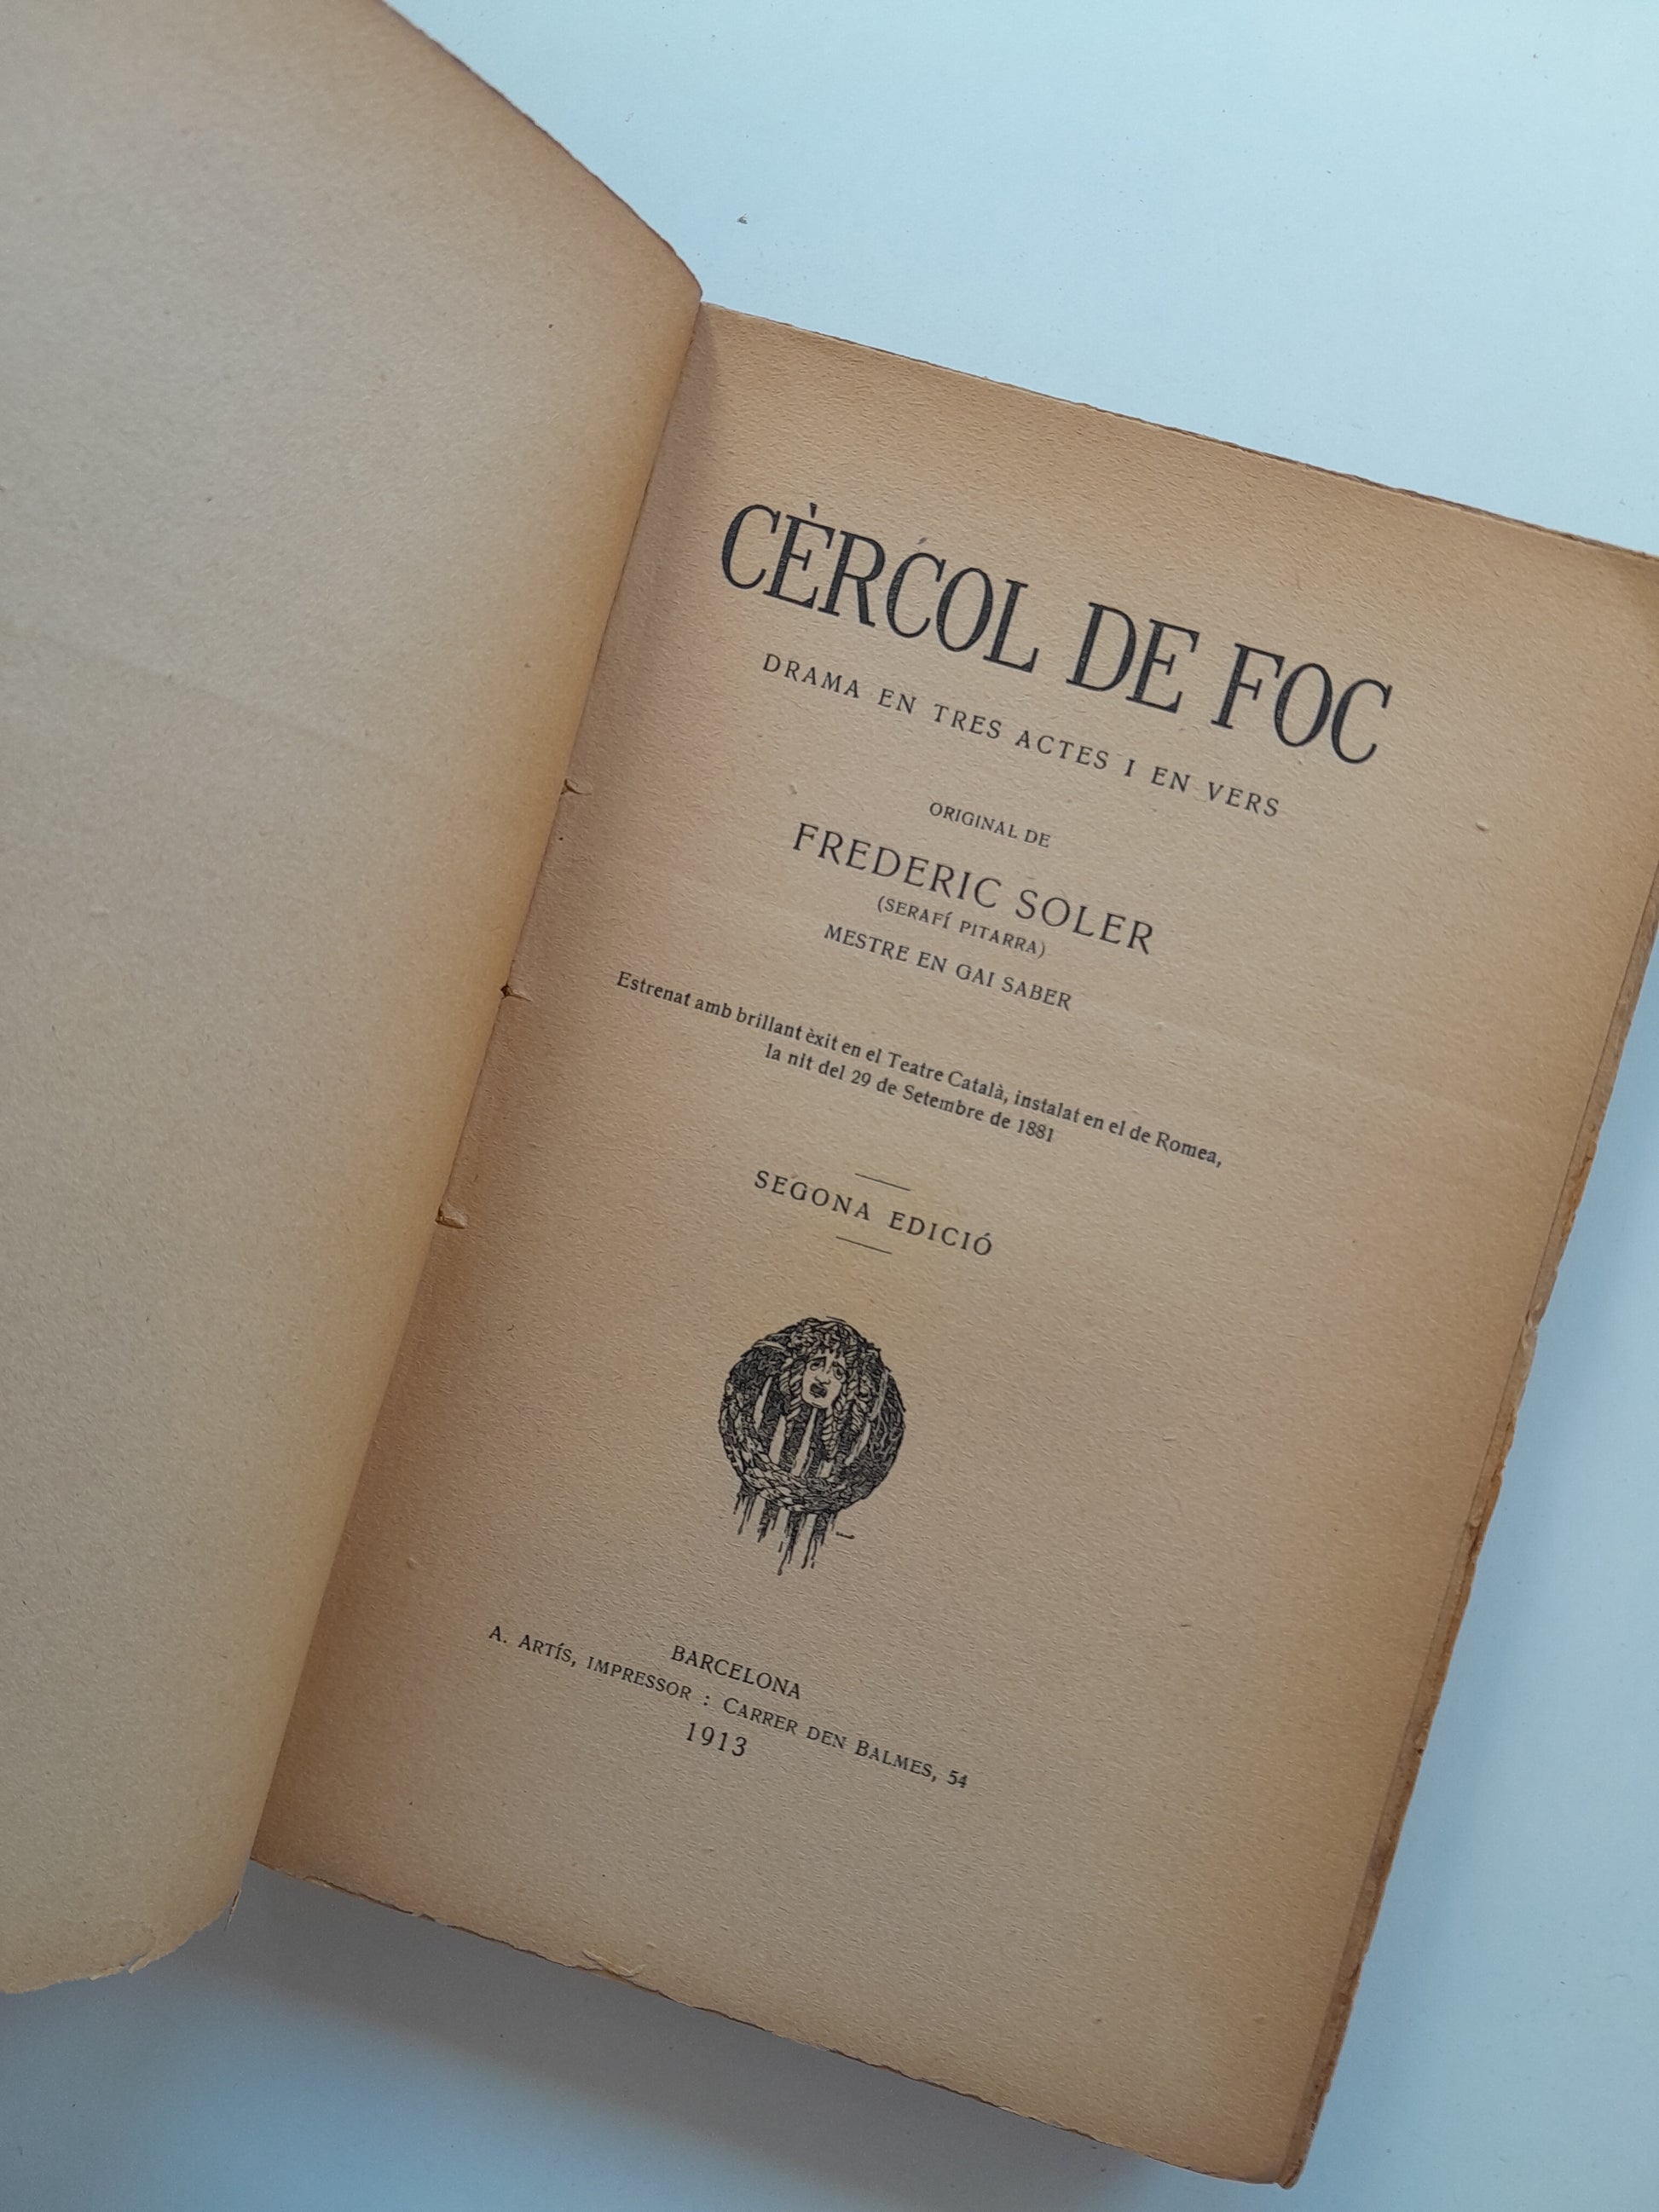 CÈRCOL DE FOC
DRAMA EN TRES ACTES I EN VERS
ORIGINAL DE
FREDERIC SOLER
(SERAFÍ PITARRA)
MESTRE EN GAI SABER
Estrenat amb brillant èxit en el Teatre Català, instalat en el de Romea,
la nit del 29 de Setembre de 1881
SEGONA EDICIÓ
BARCELONA
A. ARTÍS, IMPRESSOR : CARRER DEN BALMES, 54
1913